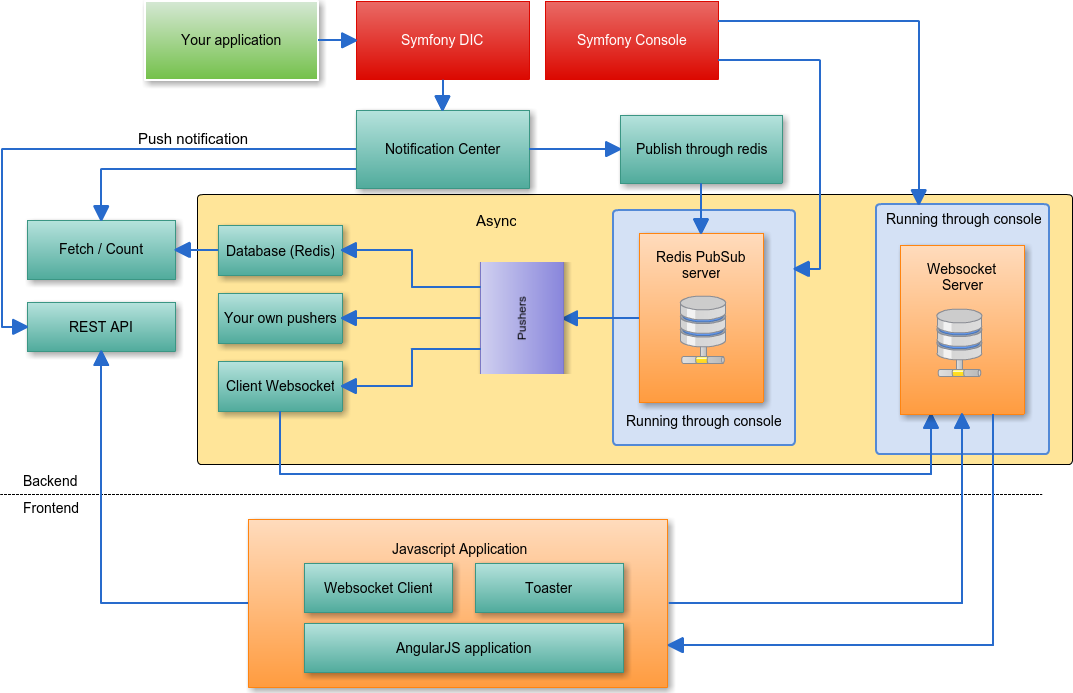 Your application
Symfony DIC
Symfony Console
Push notification
Notification Center
Publish through redis
Async
Running through console
Fetch / Count
Database (Redis)
Redis PubSub
server
Websocket
Server
REST API
Your own pushers
Pushers
Client Websocket
Running through console
Backend
Frontend
Javascript Application
Websocket Client
Toaster
AngularJS application